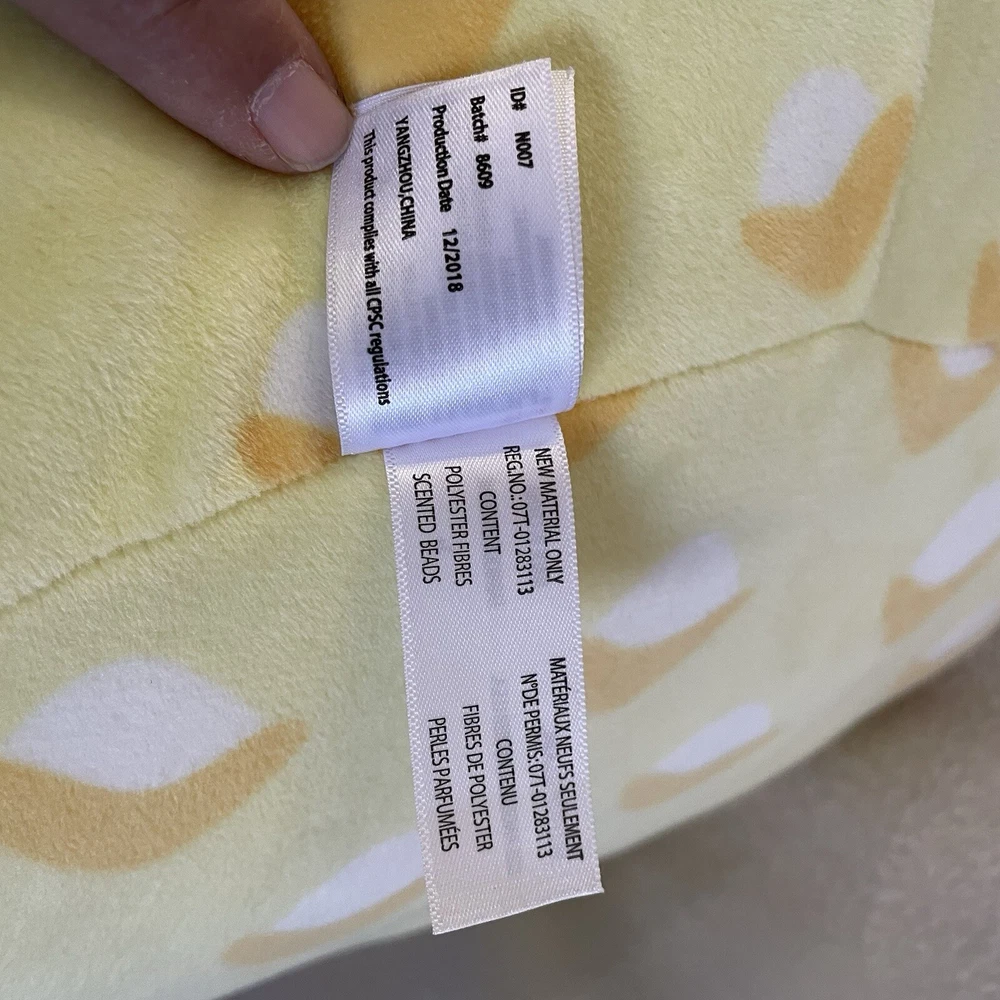 ID# N007
Batch# 8609
Production Date 12/2018
YANGZHOU,CHINA
This product complies with all CPSC regulations
NEW MATERIAL ONLY
REG.NO.:07T-01283113
CONTENT
POLYESTER FIBRES
SCENTED BEADS
MATÉRIAUX NEUFS SEULEMENT
N°DE PERMIS:07T-01283113
CONTENU
FIBRES DE POLYESTER
PERLES PARFUMÉES